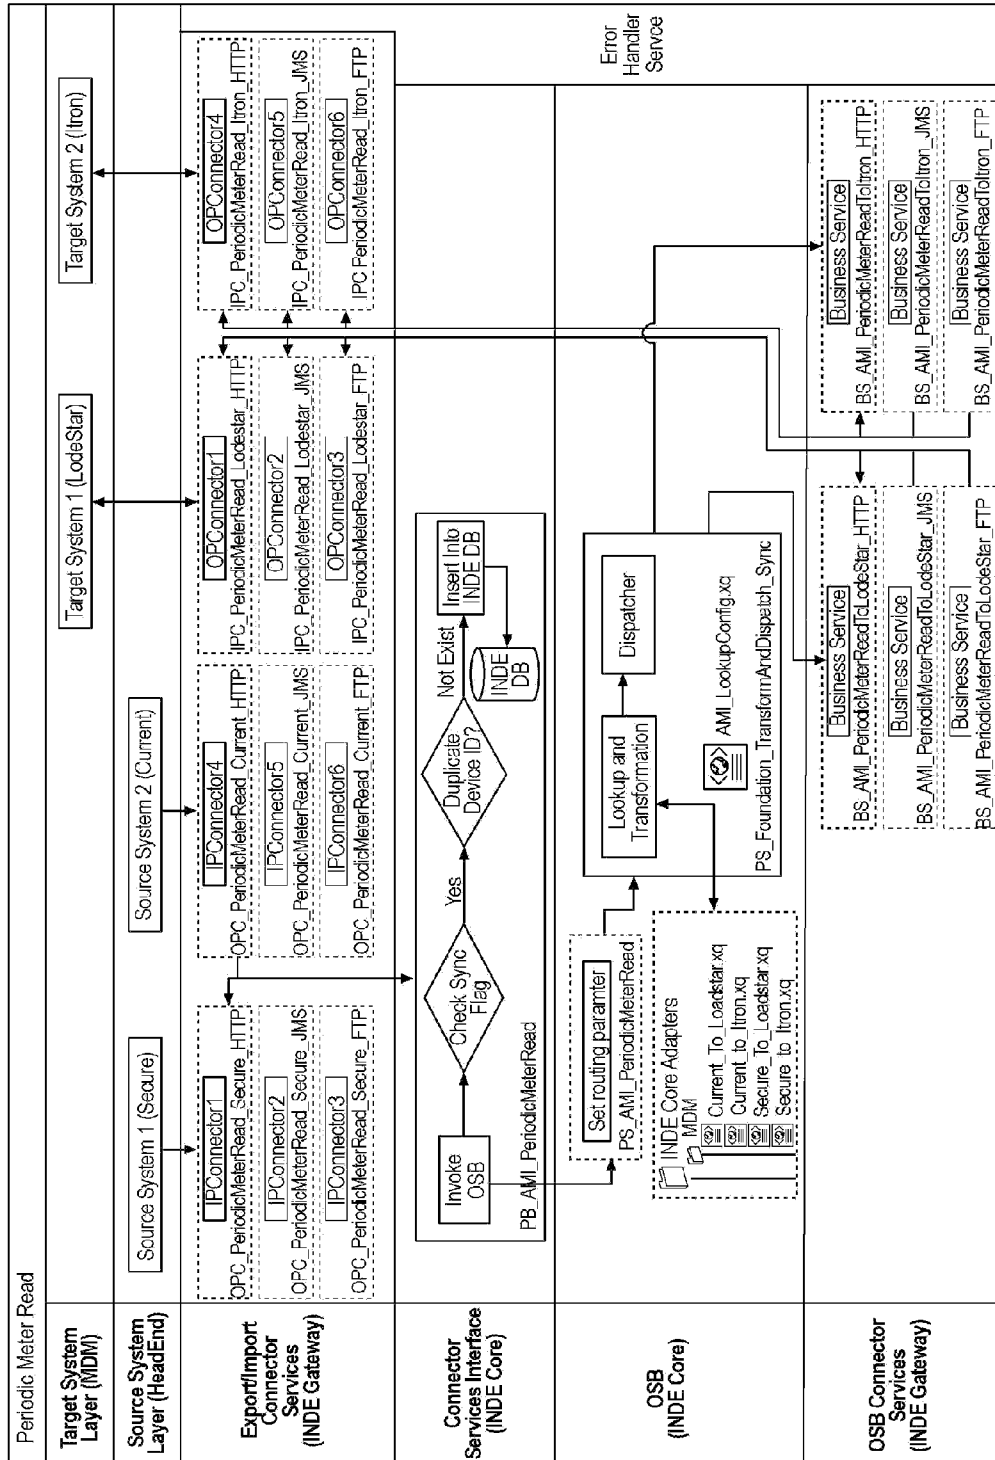 Periodic Meter Read
Target System
Layer (MDM)
Target System 1 (LodeStar)
Target System 2 (Itron)
Source System
Layer (HeadEnd)
Source System 1 (Secure)
Source System 2 (Current)
Export/Import
Connector
Services
(INDE Gateway)
IPConnector1
OPC_PeriodicMeterRead_Secure_HTTP
IPConnector2
OPC_PeriodicMeterRead_Secure_JMS
IPConnector3
OPC_PeriodicMeterRead_Secure_FTP
IPConnector4
OPC_PeriodicMeterRead_Current_HTTP
IPConnector5
OPC_PeriodicMeterRead_Current_JMS
IPConnector6
OPC_PeriodicMeterRead_Current_FTP
OPConnector1
IPC_PeriodicMeterRead_Lodestar_HTTP
OPConnector2
IPC_PeriodicMeterRead_Lodestar_JMS
OPConnector3
IPC_PeriodicMeterRead_Lodestar_FTP
OPConnector4
IPC_PeriodicMeterRead_Itron_HTTP
OPConnector5
IPC_PeriodicMeterRead_Itron_JMS
OPConnector6
IPC PeriodicMeterRead_Itron_FTP
Connector
Services Interface
(INDE Core)
Invoke
OSB
Check Sync
Flag
Yes
Duplicate
Device ID?
Not Exist
Insert Into
INDE DB
INDE
DB
PB_AMI_PeriodicMeterRead
Error
Handler
Servce
OSB
(INDE Core)
Set routing paramter
PS_AMI_PeriodicMeterRead
INDE Core Adapters
MDM
Current_To_Loadstar.xq
Current_to_Itron.xq
Secure_To_Loadstar.xq
Secure_to_Itron.xq
Lookup and
Transformation
Dispatcher
AMI_LookupConfig.xq
PS_Foundation_TransformAndDispatch_Sync
OSB Connector
Services
(INDE Gateway)
Business Service
BS_AMI_PeriodicMeterReadToLodeStar_HTTP
Business Service
BS_AMI_PeriodicMeterReadToLodeStar_JMS
Business Service
BS_AMI_PeriodicMeterReadToLodeStar_FTP
Business Service
BS_AMI_PeriodicMeterReadToItron_HTTP
Business Service
BS_AMI_PeriodicMeterReadToItron_JMS
Business Service
BS_AMI_PeriodicMeterReadToItron_FTP